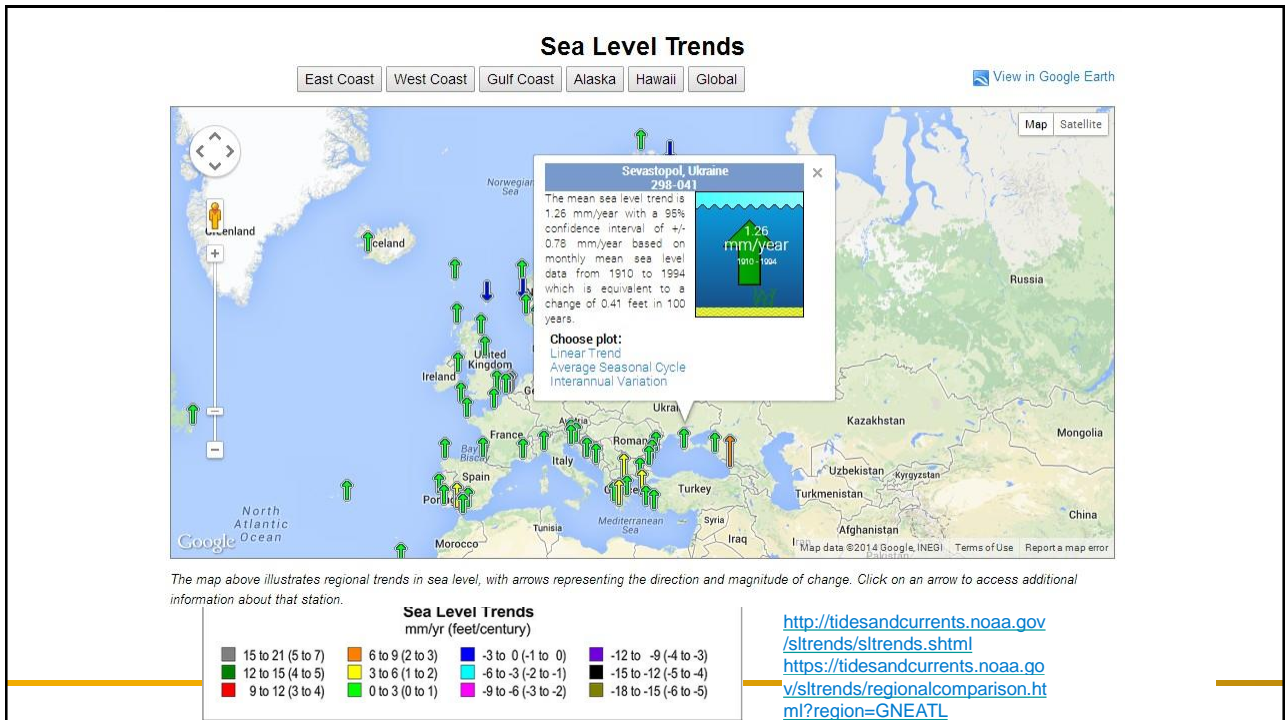 Sea Level Trends
East Coast West Coast Gulf Coast Alaska Hawaii Global
View in Google Earth
Map Satellite
Sevastopol, Ukraine
298-041
The mean sea level trend is
1.26 mm/year with a 95%
confidence interval of +/-
0.78 mm/year based on
monthly mean sea level
data from 1910 to 1994
which is equivalent to a
change of 0.41 feet in 100
years.
1.26
mm/year
1910 - 1994
Choose plot:
Linear Trend
Average Seasonal Cycle
Interannual Variation
Norwegian
Sea
Iceland
Russia
United
Kingdom
Ireland
Kazakhstan
Mongolia
France
Austria
Bay
Biscay
Italy
Uzbekistan
Kyrgyzstan
Spain
Turkey
Turkmenistan
North
Atlantic
Ocean
Mediterranean
Sea
Tunisia
Syria
China
Afghanistan
Iraq
Morocco
Google
Map data ©2014 Google, INEGI Terms of Use Report a map error
The map above illustrates regional trends in sea level, with arrows representing the direction and magnitude of change. Click on an arrow to access additional
information about that station.
Sea Level Trends
mm/yr (feet/century)
15 to 21 (5 to 7) 6 to 9 (2 to 3) -3 to 0 (-1 to 0) -12 to -9 (-4 to -3)
12 to 15 (4 to 5) 3 to 6 (1 to 2) -6 to -3 (-2 to -1) -15 to -12 (-5 to -4)
9 to 12 (3 to 4) 0 to 3 (0 to 1) -9 to -6 (-3 to -2) -18 to -15 (-6 to -5)
http://tidesandcurrents.noaa.gov
/sltrends/sltrends.shtml
https://tidesandcurrents.noaa.go
v/sltrends/regionalcomparison.ht
ml?region=GNEATL